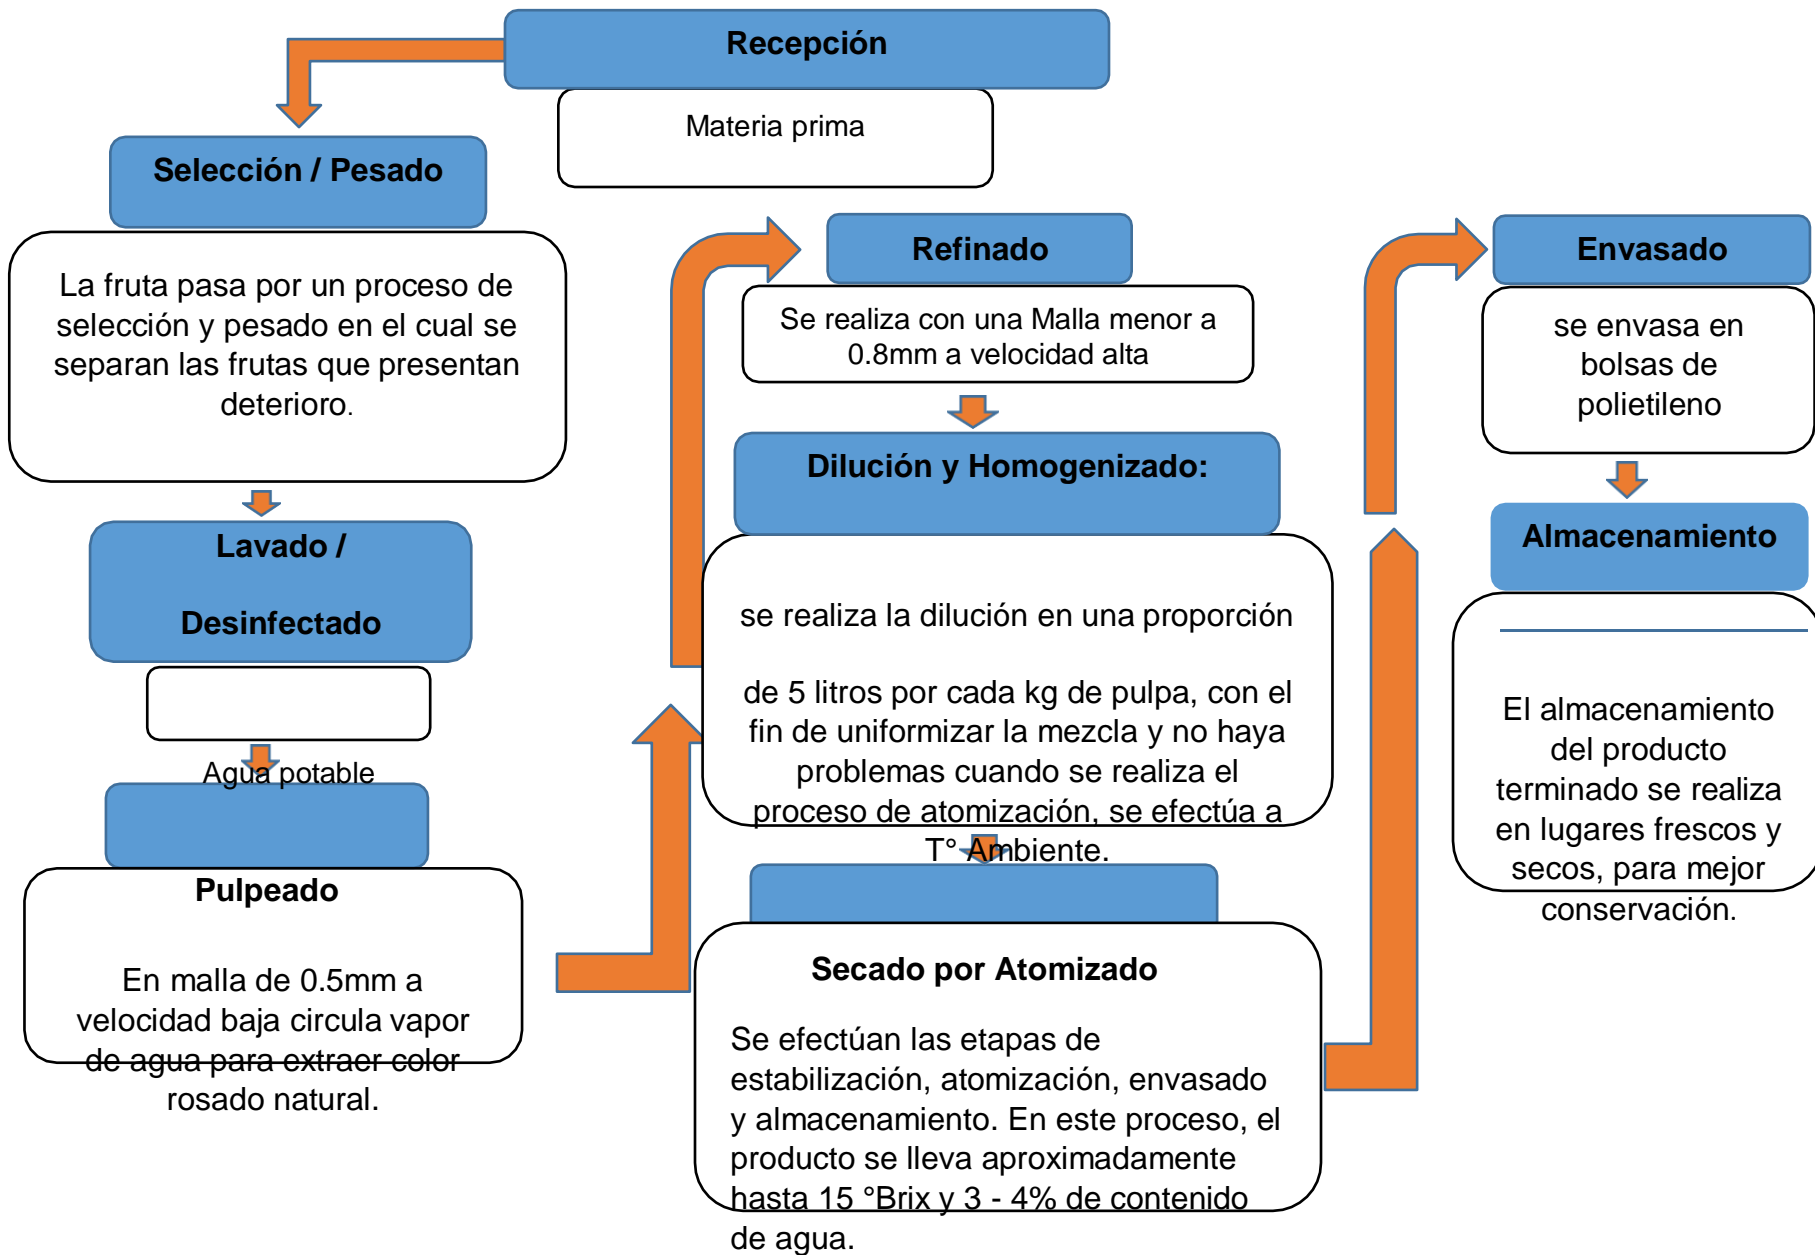 Recepción
Materia prima
Selección / Pesado
La fruta pasa por un proceso de
selección y pesado en el cual se
separan las frutas que presentan
deterioro.
Lavado /
Desinfectado
Agua potable
Pulpeado
En malla de 0.5mm a
velocidad baja circula vapor
de agua para extraer color
rosado natural.
Refinado
Se realiza con una Malla menor a
0.8mm a velocidad alta
Dilución y Homogenizado:
se realiza la dilución en una proporción
de 5 litros por cada kg de pulpa, con el
fin de uniformizar la mezcla y no haya
problemas cuando se realiza el
proceso de atomización, se efectúa a
T° Ambiente.
Secado por Atomizado
Se efectúan las etapas de
estabilización, atomización, envasado
y almacenamiento. En este proceso, el
producto se lleva aproximadamente
hasta 15 °Brix y 3 - 4% de contenido
de agua.
Envasado
se envasa en
bolsas de
polietileno
Almacenamiento
El almacenamiento
del producto
terminado se realiza
en lugares frescos y
secos, para mejor
conservación.